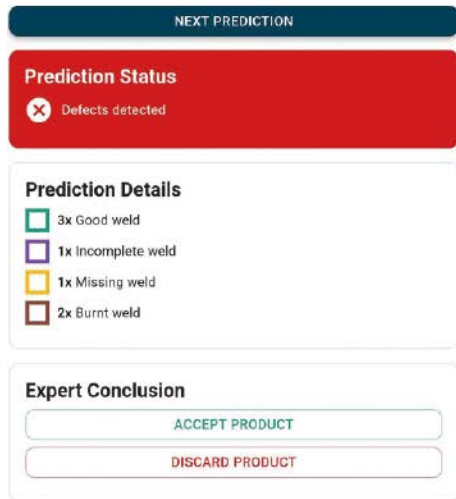 NEXT PREDICTION
Prediction Status
Defects detected
Prediction Details
3x Good weld
1x Incomplete weld
1x Missing weld
2x Burnt weld
Expert Conclusion
ACCEPT PRODUCT
DISCARD PRODUCT